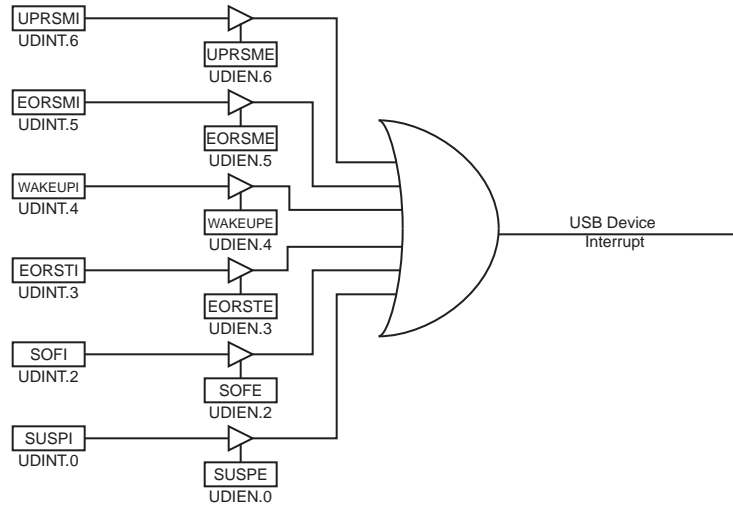 UPRSMI
UDINT.6
UPRSME
UDIEN.6
EORSMI
UDINT.5
EORSME
UDIEN.5
WAKEUPI
UDINT.4
WAKEUPE
UDIEN.4
EORSTI
UDINT.3
EORSTE
UDIEN.3
SOFI
UDINT.2
SOFE
UDIEN.2
SUSPI
UDINT.0
SUSPE
UDIEN.0
USB Device
Interrupt